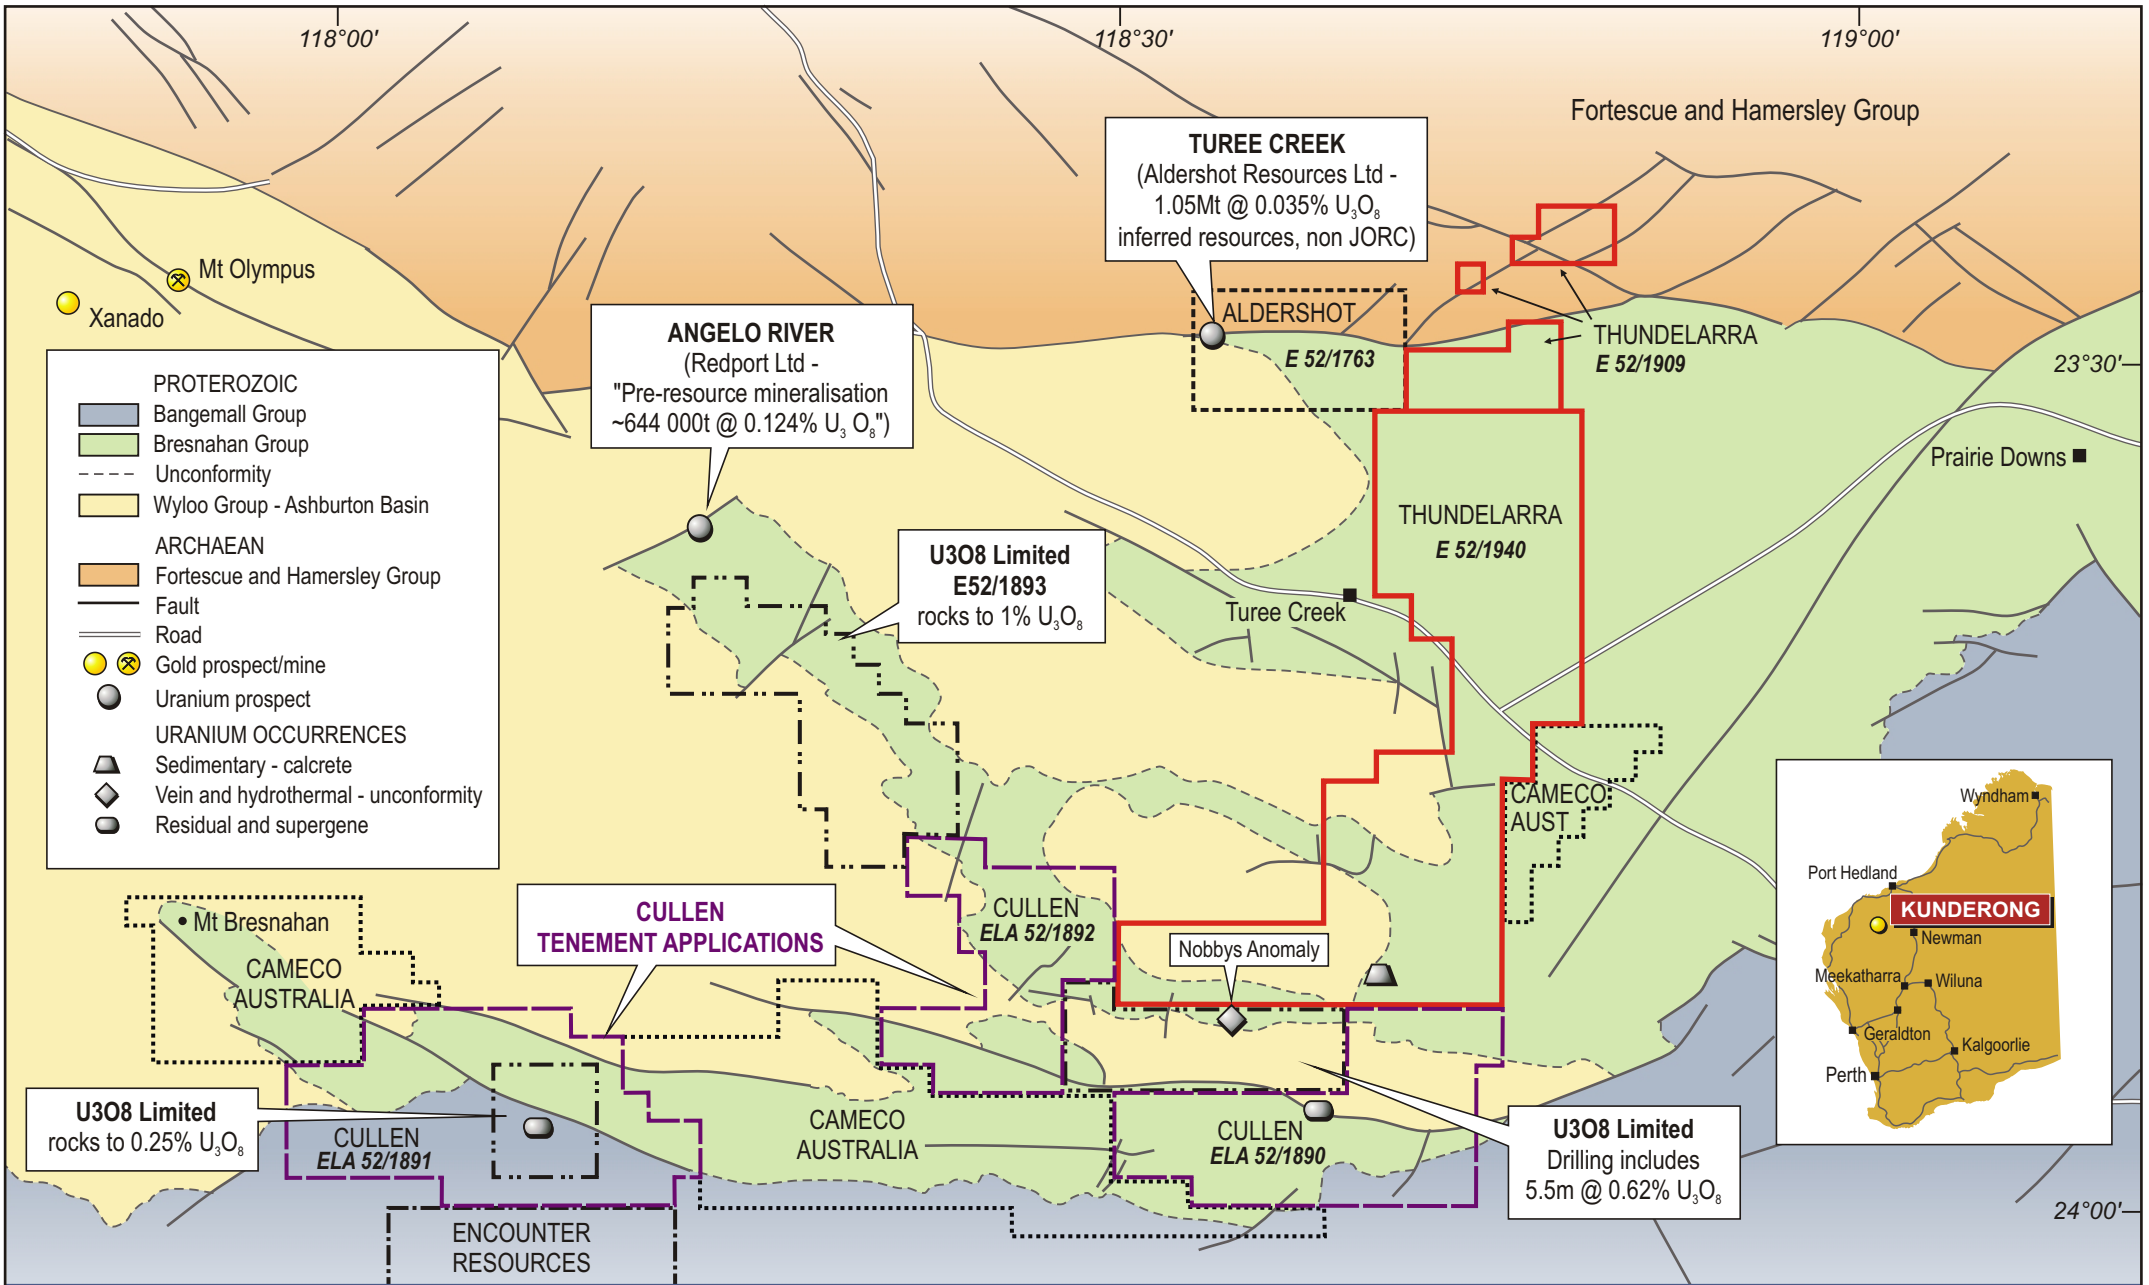 118°00'
118°30'
119°00'
Fortescue and Hamersley Group
TUREE CREEK
(Aldershot Resources Ltd -
1.05Mt @ 0.035% U₃O₈
inferred resources, non JORC)
Mt Olympus
Xanado
ALDERSHOT
E 52/1763
THUNDELARRA
E 52/1909
23°30'
ANGELO RIVER
(Redport Ltd -
"Pre-resource mineralisation
~644 000t @ 0.124% U₃ O₈")
PROTEROZOIC
Bangemall Group
Bresnahan Group
Unconformity
Wyloo Group - Ashburton Basin
ARCHAEAN
Fortescue and Hamersley Group
Fault
Road
Gold prospect/mine
Uranium prospect
URANIUM OCCURRENCES
Sedimentary - calcrete
Vein and hydrothermal - unconformity
Residual and supergene
Prairie Downs
THUNDELARRA
E 52/1940
U3O8 Limited
E52/1893
rocks to 1% U₃O₈
Turee Creek
CAMECO
AUST
Wyndham
Port Hedland
KUNDERONG
Newman
Meekatharra
Wiluna
Geraldton
Kalgoorlie
Perth
Mt Bresnahan
CAMECO
AUSTRALIA
CULLEN
TENEMENT APPLICATIONS
CULLEN
ELA 52/1892
Nobbys Anomaly
U3O8 Limited
rocks to 0.25% U₃O₈
CULLEN
ELA 52/1891
CAMECO
AUSTRALIA
CULLEN
ELA 52/1890
U3O8 Limited
Drilling includes
5.5m @ 0.62% U₃O₈
24°00'
ENCOUNTER
RESOURCES